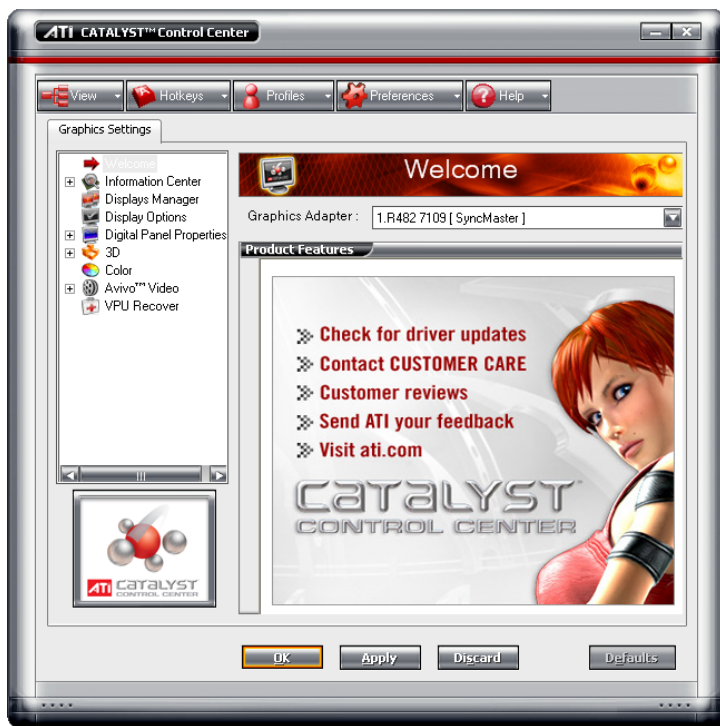 ATI CATALYST™ Control Center
View
Hotkeys
Profiles
Preferences
Help
Graphics Settings
Welcome
Information Center
Displays Manager
Display Options
Digital Panel Properties
3D
Color
Avivo™ Video
VPU Recover
ATI CATALYST
CONTROL CENTER
Welcome
Graphics Adapter :
1.R482 7109 [ SyncMaster ]
Product Features
Check for driver updates
Contact CUSTOMER CARE
Customer reviews
Send ATI your feedback
Visit ati.com
CATALYST™
CONTROL CENTER
OK
Apply
Discard
Defaults